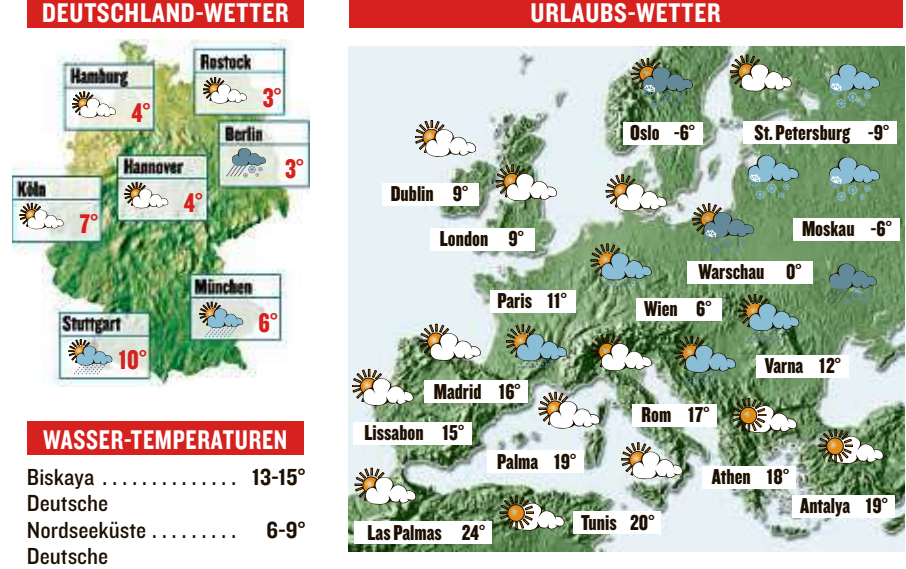 DEUTSCHLAND-WETTER
Hamburg
4°
Rostock
3°
Berlin
3°
Hannover
4°
Köln
7°
München
6°
Stuttgart
10°
WASSER-TEMPERATUREN
Biskaya .............. 13-15°
Deutsche
Nordseeküste ......... 6-9°
Deutsche
URLAUBS-WETTER
Oslo -6°
St. Petersburg -9°
Dublin 9°
London 9°
Moskau -6°
Warschau 0°
Paris 11°
Wien 6°
Varna 12°
Madrid 16°
Lissabon 15°
Rom 17°
Palma 19°
Athen 18°
Antalya 19°
Las Palmas 24°
Tunis 20°